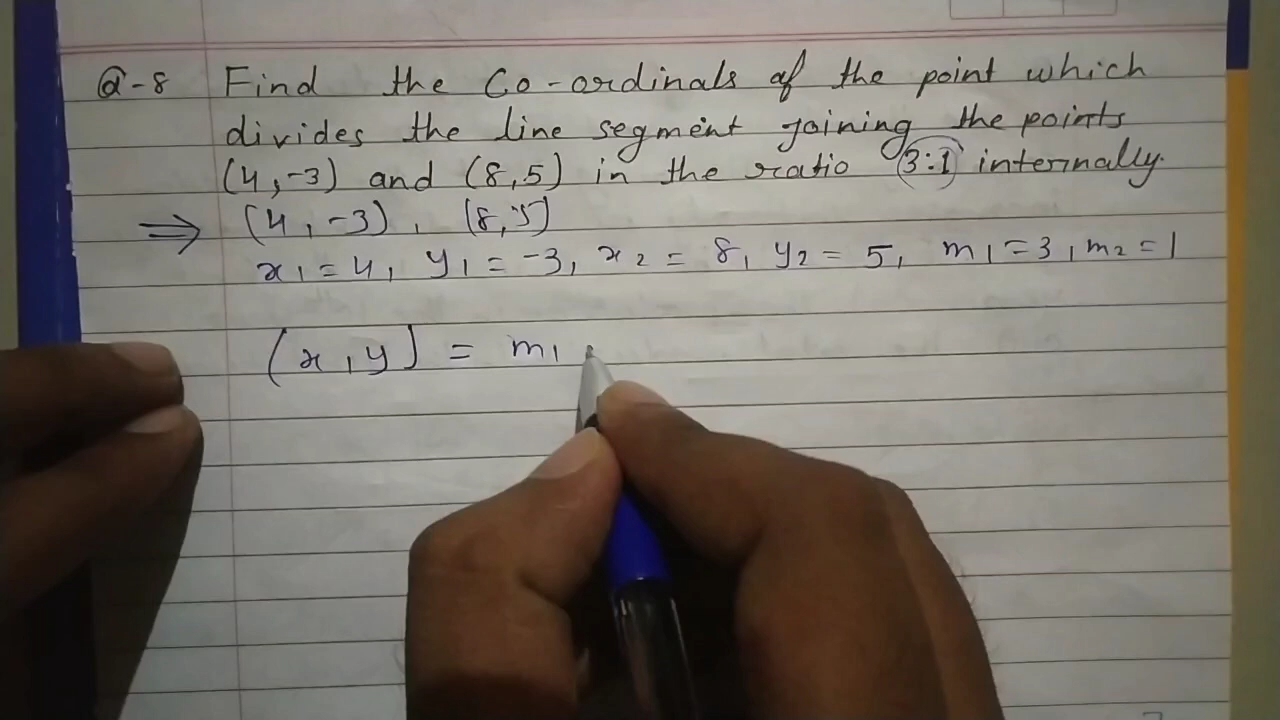 Q-8 Find the Co-ordinals of the point which
divides the line segment joining the points
(4,-3) and (8,5) in the ratio (3:1) internally.
⇒ (4,-3), (8,5)
x1=4, y1=-3, x2=8, y2=5, m1=3, m2=1
(x,y) = m1